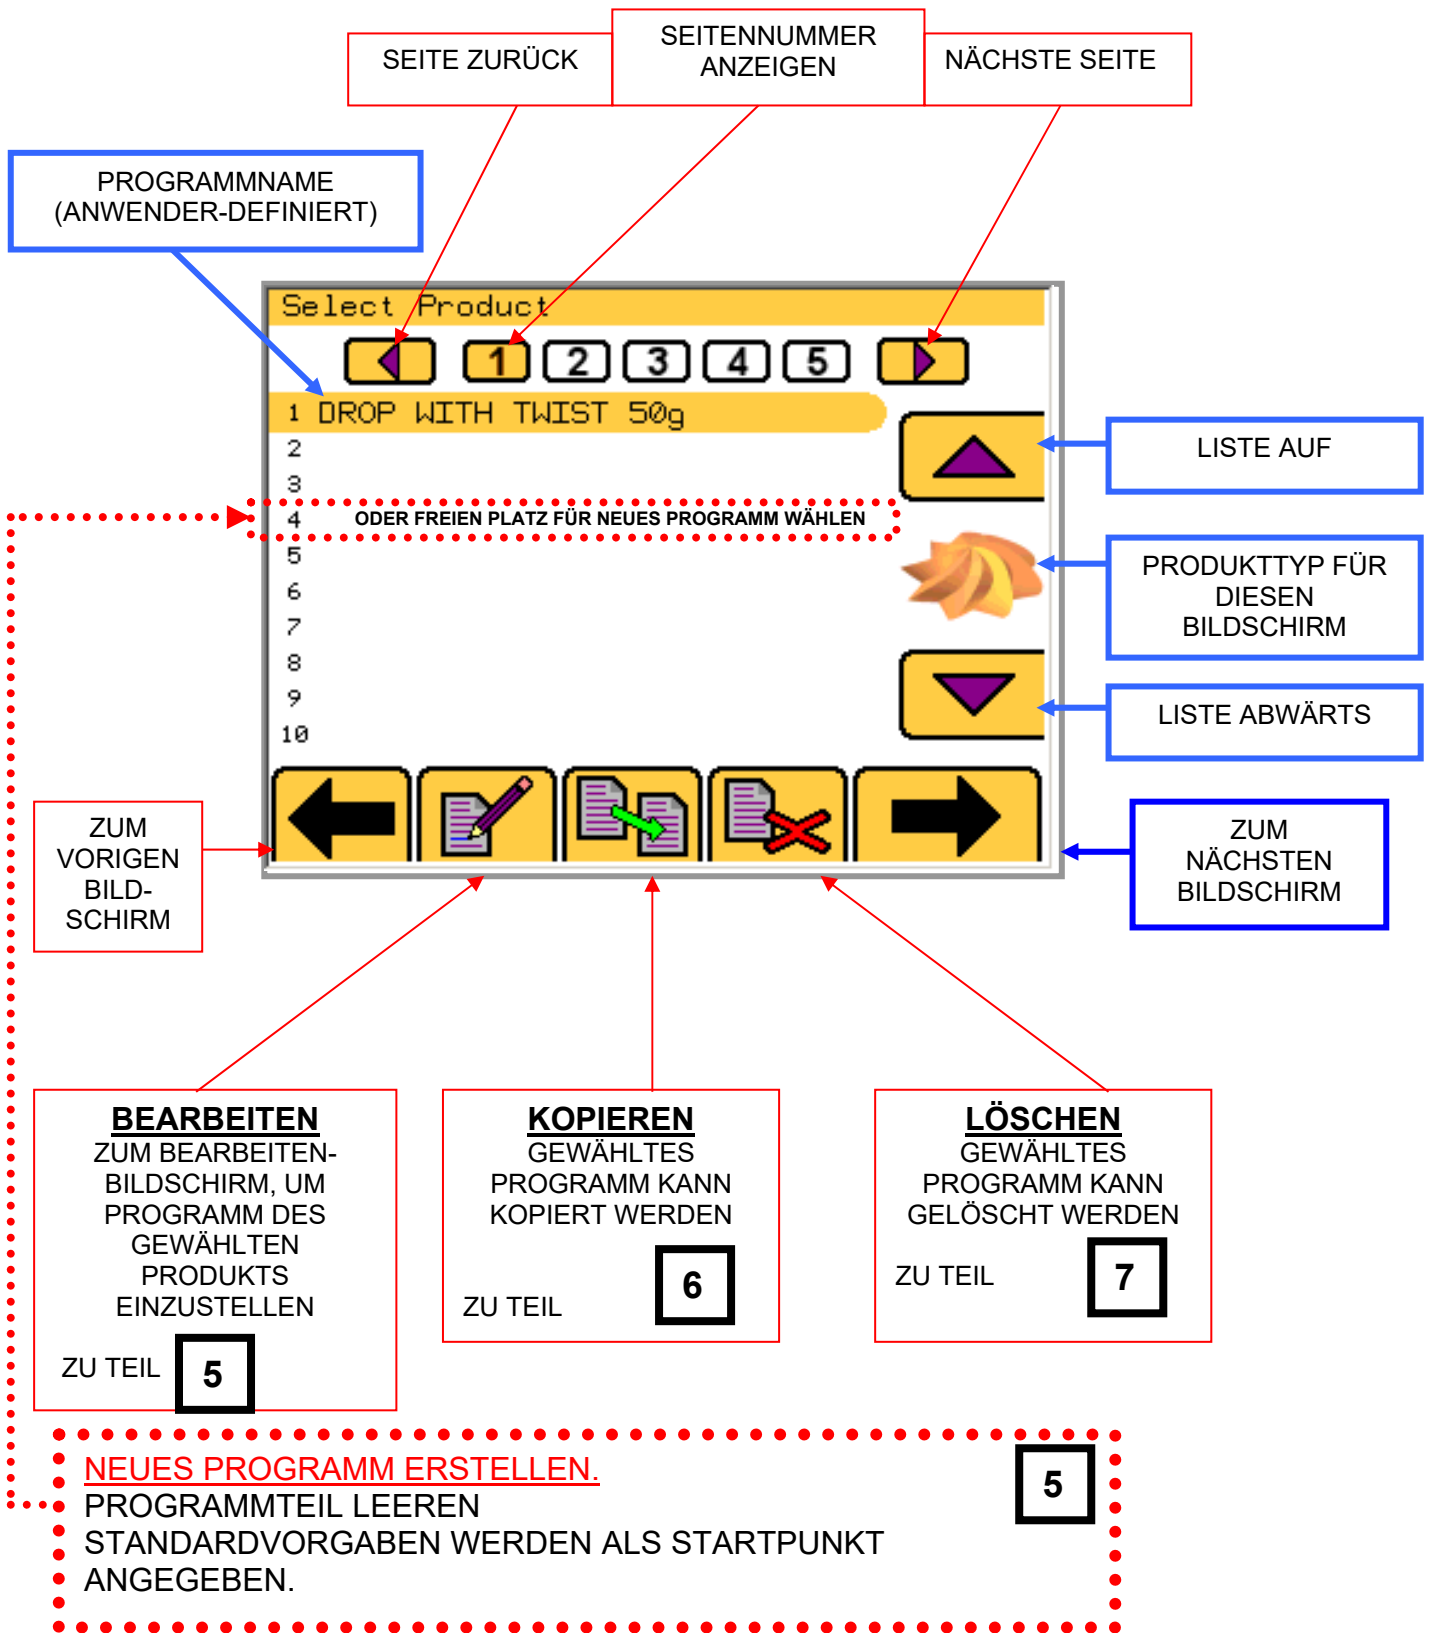 SEITE ZURÜCK
SEITENNUMMER
ANZEIGEN
NÄCHSTE SEITE
PROGRAMMNAME
(ANWENDER-DEFINIERT)
Select Product
1 2 3 4 5
1 DROP WITH TWIST 50g
2
3
4 ODER FREIEN PLATZ FÜR NEUES PROGRAMM WÄHLEN
5
6
7
8
9
10
LISTE AUF
PRODUKTTYP FÜR
DIESEN
BILDSCHIRM
LISTE ABWÄRTS
ZUM
VORIGEN
BILD-
SCHIRM
ZUM
NÄCHSTEN
BILDSCHIRM
BEARBEITEN
ZUM BEARBEITEN-
BILDSCHIRM, UM
PROGRAMM DES
GEWÄHLTEN
PRODUKTS
EINZUSTELLEN
ZU TEIL 5
KOPIEREN
GEWÄHLTES
PROGRAMM KANN
KOPIERT WERDEN
ZU TEIL 6
LÖSCHEN
GEWÄHLTES
PROGRAMM KANN
GELÖSCHT WERDEN
ZU TEIL 7
NEUES PROGRAMM ERSTELLEN. 5
PROGRAMMTEIL LEEREN
STANDARDVORGABEN WERDEN ALS STARTPUNKT
ANGEGEBEN.